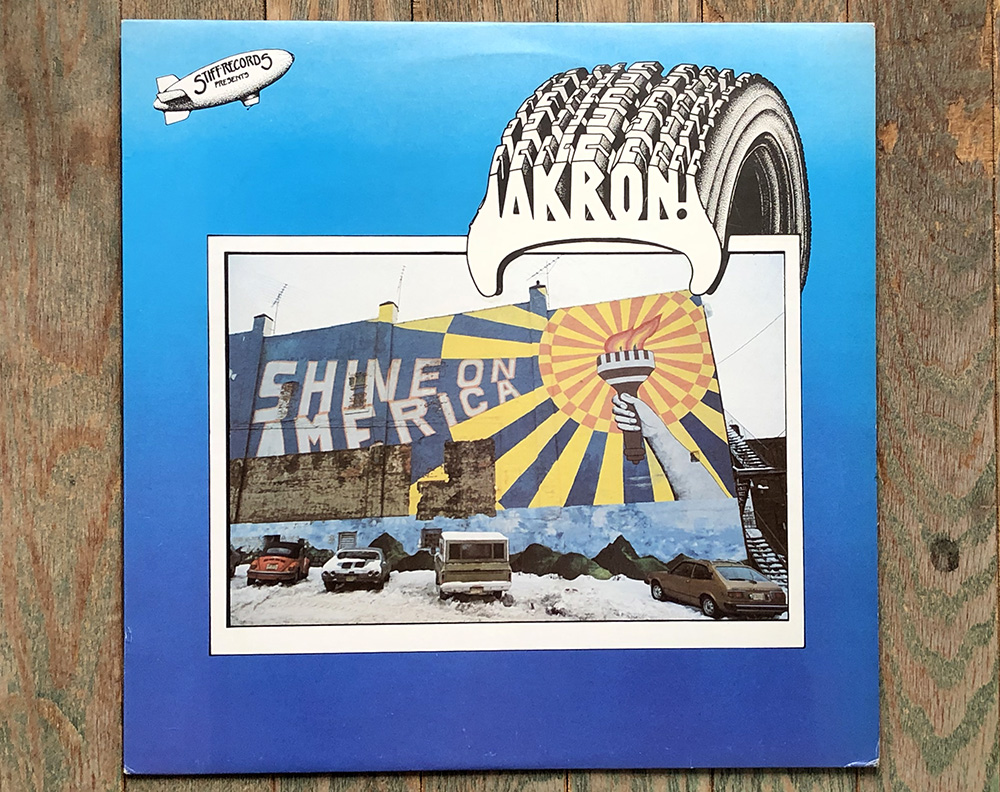 STIFF-RECORDS
PRESENTS
AKRON!
SHINE ON
AMERICA